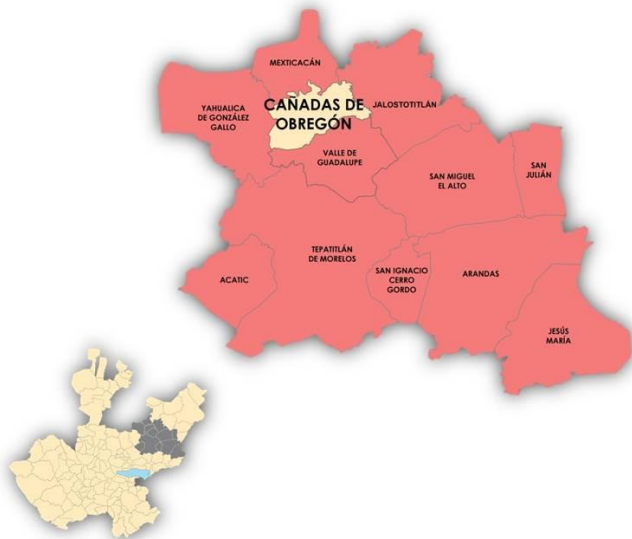 MEXTICACÁN
CAÑADAS DE
OBREGÓN
JALOSTOTITLÁN
YAHUALICA
DE GONZÁLEZ
GALLO
VALLE DE
GUADALUPE
SAN MIGUEL
EL ALTO
SAN
JULIÁN
TEPATITLÁN
DE MORELOS
ACATIC
SAN IGNACIO
CERRO
GORDO
ARANDAS
JESÚS
MARÍA